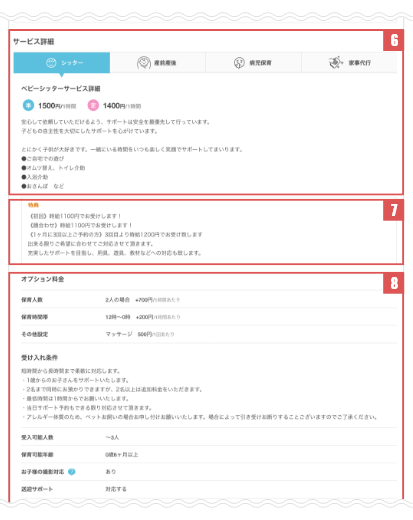 サービス詳細
6
シッター
産前産後
病児保育
家事代行
ベビーシッターサービス詳細
単 1500円/1時間 定 1400円/1時間
安心して依頼していただけるよう、サポートは安全を最優先して行っています。
子どもの自主性を大切にしたサポートを心がけています。
とにかく子供が大好きです。一緒にいる時間をいつも楽しく笑顔でサポートしてまいります。
●ご自宅での遊び
●オムツ替え、トイレ介助
●入浴介助
●おさんぽ など
特典
7
《初回》時給1100円でお受けします！
《顔合わせ》時給1100円でお受けします！
《1ヶ月に3回以上ご予約の方》3回目より時給1200円でお受け致します
出来る限りご希望に合わせてご対応させて頂きます。
充実したサポートを目指し、用具、遊具、教材などへの対応も致します。
オプション料金
8
保育人数 2人の場合 +700円/1時間あたり
保育時間帯 +200円/1時間あたり
その他設定 マッサージ 500円/1回あたり
受け入れ条件
短時間から長時間まで柔軟に対応します。
・1歳からのお子さんをサポートいたします。
・2名まで同時にお預かりできますが、2名以上は追加料金をいただきます。
・最低時間は1時間からでお願いいたします。
・当日サポート予約もできる限り対応させて頂きます。
・アレルギー体質のため、ペットお飼いの場合お申し付けお願いいたします。場合によって引き受けお断りすることございますのでご了承ください。
受入可能人数 〜3人
保育可能年齢 0歳6ヶ月以上
お子様の撮影対応 ? あり
送迎サポート 対応する